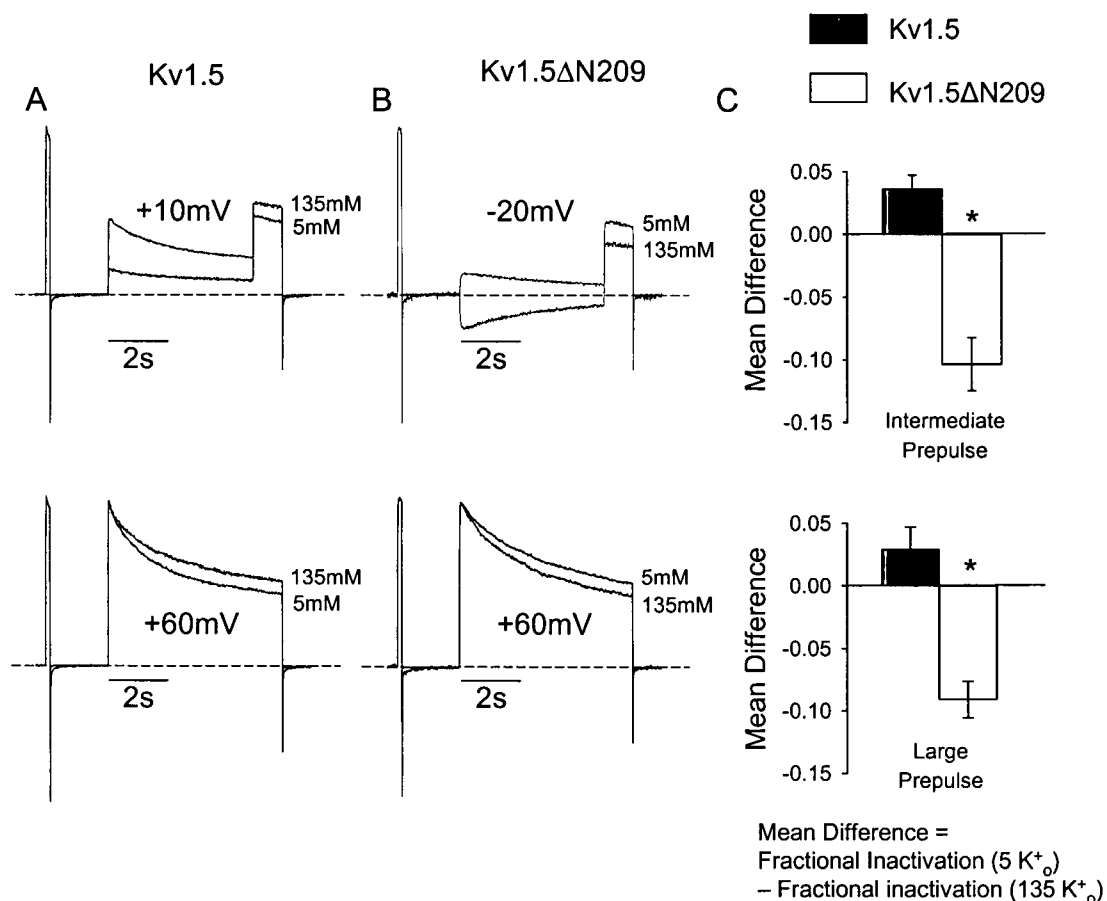 Kv1.5
Kv1.5ΔN209
Kv1.5
Kv1.5ΔN209
A
B
C
+10mV
135mM
5mM
2s
-20mV
5mM
135mM
2s
Mean Difference
0.05
0.00
-0.05
-0.10
-0.15
*
Intermediate
Prepulse
+60mV
135mM
5mM
2s
+60mV
5mM
135mM
2s
Mean Difference
0.05
0.00
-0.05
-0.10
-0.15
*
Large
Prepulse
Mean Difference =
Fractional Inactivation (5 K⁺ₒ)
– Fractional inactivation (135 K⁺ₒ)